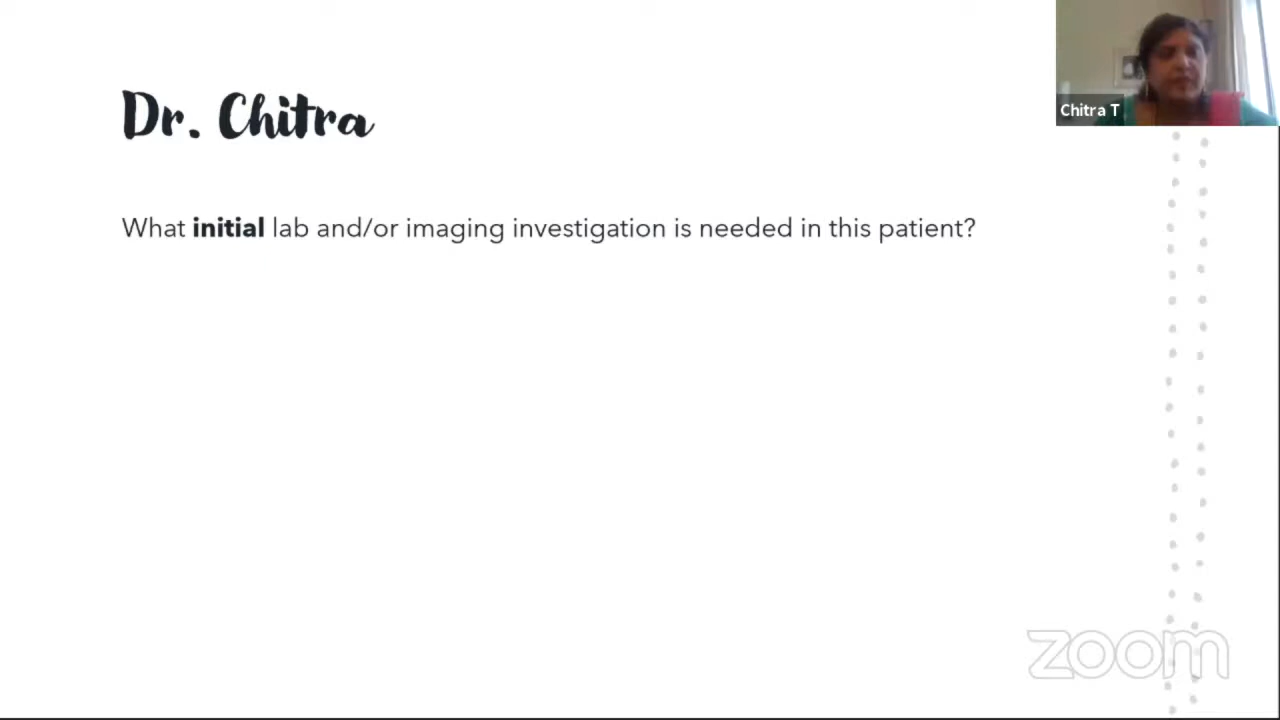 Chitra T
Dr. Chitra
What initial lab and/or imaging investigation is needed in this patient?
zoom